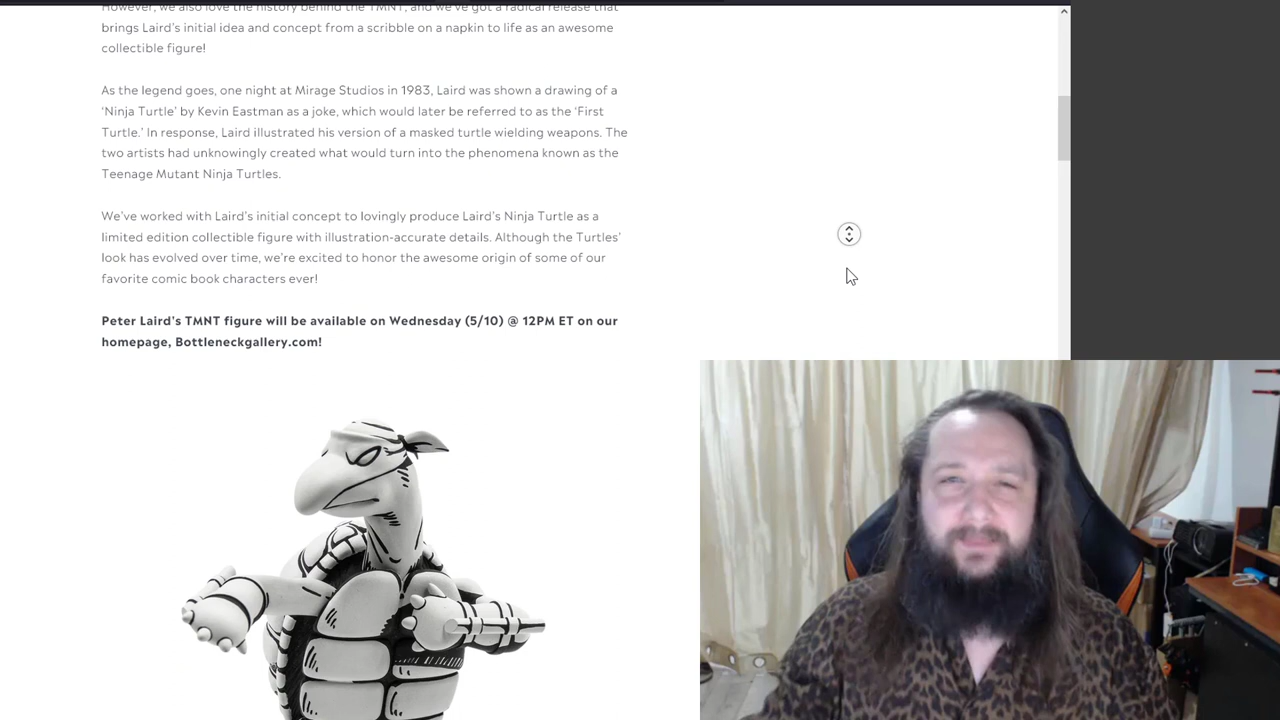 However, we also love the history behind the TMNT, and we've got a radical release that
brings Laird's initial idea and concept from a scribble on a napkin to life as an awesome
collectible figure!
As the legend goes, one night at Mirage Studios in 1983, Laird was shown a drawing of a
‘Ninja Turtle’ by Kevin Eastman as a joke, which would later be referred to as the ‘First
Turtle.’ In response, Laird illustrated his version of a masked turtle wielding weapons. The
two artists had unknowingly created what would turn into the phenomena known as the
Teenage Mutant Ninja Turtles.
We’ve worked with Laird’s initial concept to lovingly produce Laird’s Ninja Turtle as a
limited edition collectible figure with illustration-accurate details. Although the Turtles’
look has evolved over time, we’re excited to honor the awesome origin of some of our
favorite comic book characters ever!
Peter Laird’s TMNT figure will be available on Wednesday (5/10) @ 12PM ET on our
homepage, Bottleneckgallery.com!